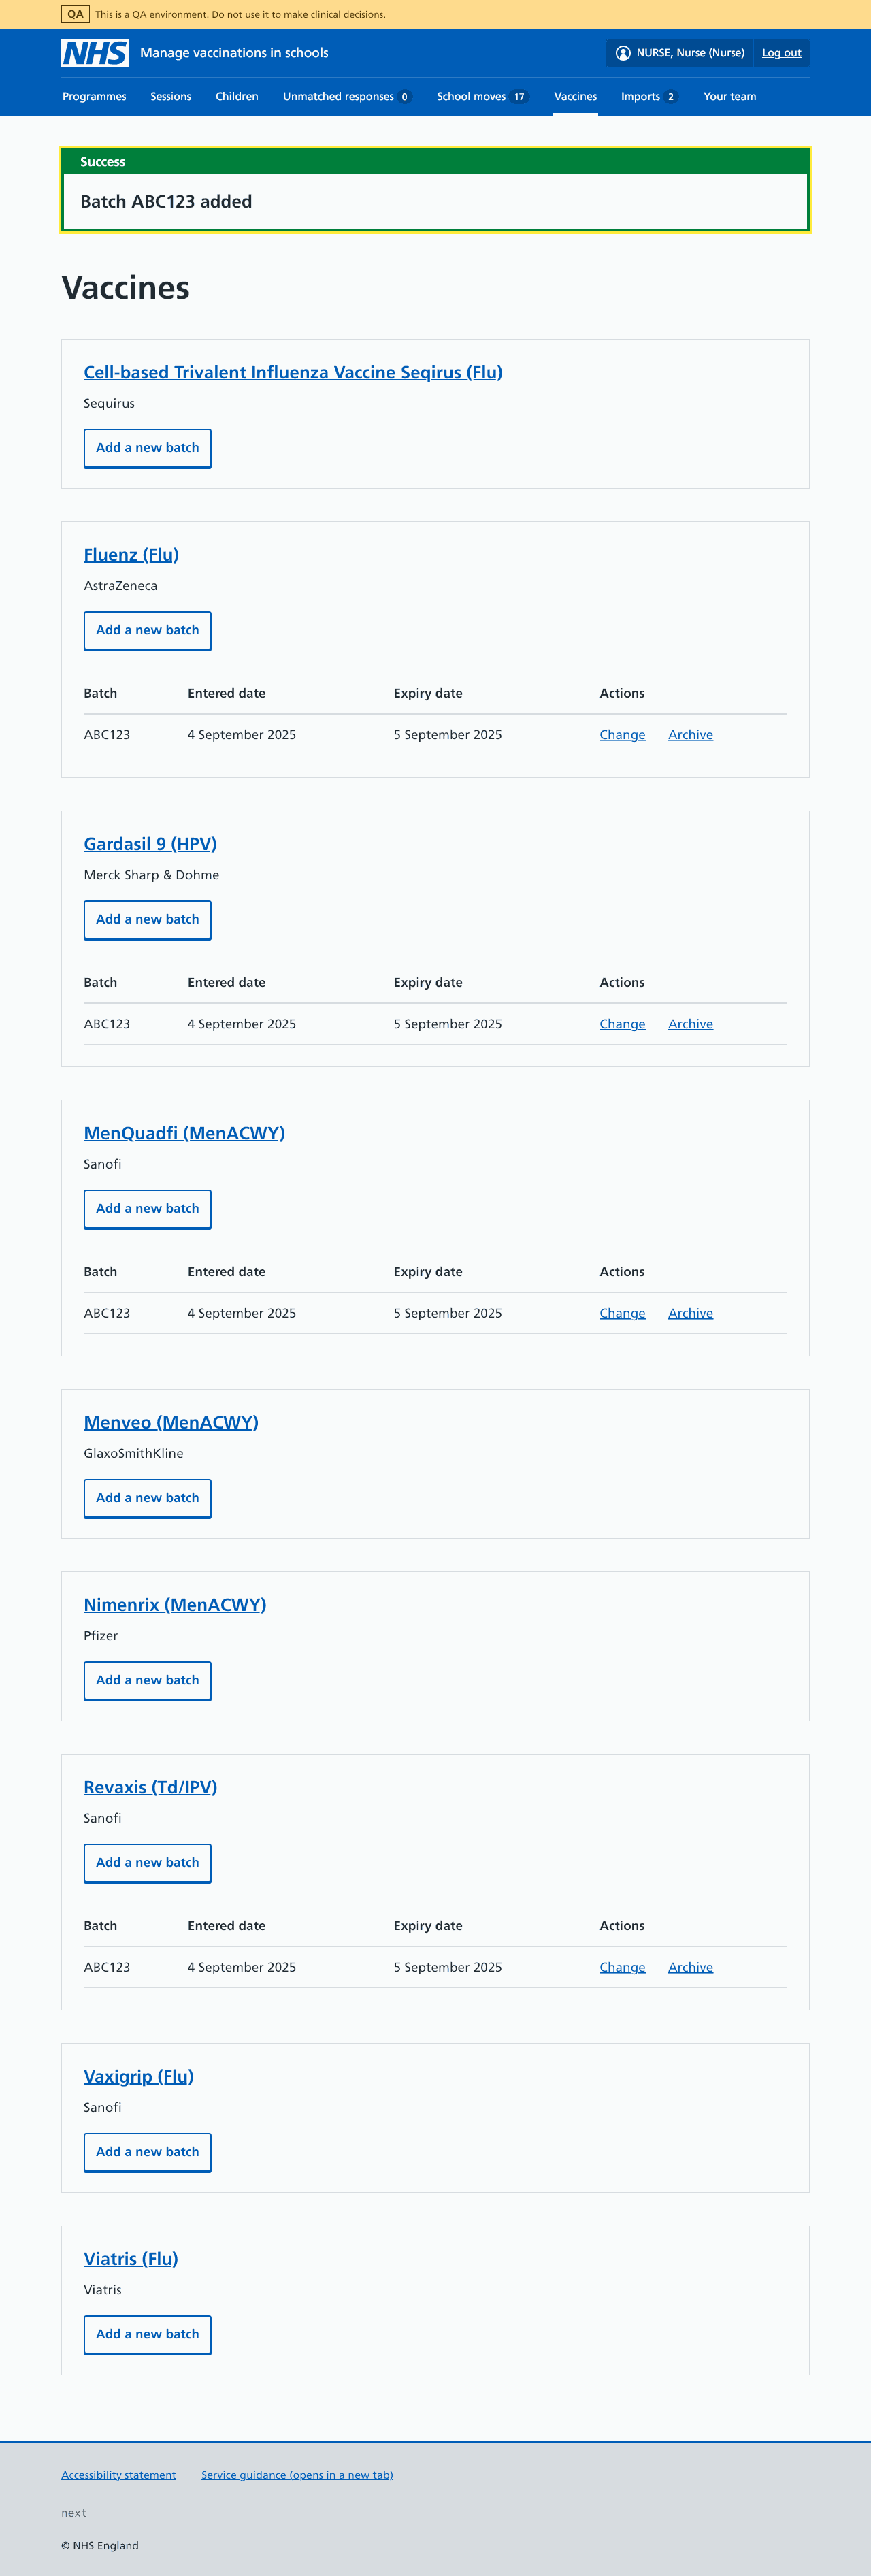 QA This is a QA environment. Do not use it to make clinical decisions.
NHS Manage vaccinations in schools NURSE, Nurse (Nurse) Log out
Programmes Sessions Children Unmatched responses 0 School moves 17 Vaccines Imports 2 Your team
Success
Batch ABC123 added
Vaccines
Cell-based Trivalent Influenza Vaccine Seqirus (Flu)
Sequirus
Add a new batch
Fluenz (Flu)
AstraZeneca
Add a new batch
Batch Entered date Expiry date Actions
ABC123 4 September 2025 5 September 2025 Change Archive
Gardasil 9 (HPV)
Merck Sharp & Dohme
Add a new batch
Batch Entered date Expiry date Actions
ABC123 4 September 2025 5 September 2025 Change Archive
MenQuadfi (MenACWY)
Sanofi
Add a new batch
Batch Entered date Expiry date Actions
ABC123 4 September 2025 5 September 2025 Change Archive
Menveo (MenACWY)
GlaxoSmithKline
Add a new batch
Nimenrix (MenACWY)
Pfizer
Add a new batch
Revaxis (Td/IPV)
Sanofi
Add a new batch
Batch Entered date Expiry date Actions
ABC123 4 September 2025 5 September 2025 Change Archive
Vaxigrip (Flu)
Sanofi
Add a new batch
Viatris (Flu)
Viatris
Add a new batch
Accessibility statement Service guidance (opens in a new tab)
next
© NHS England